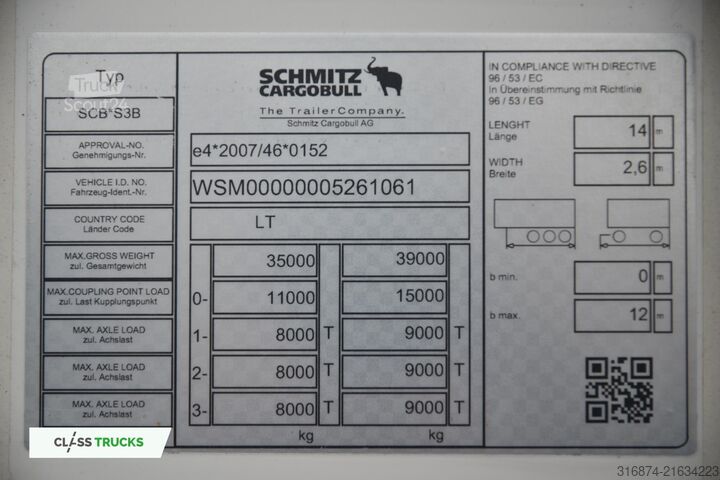 Typ
Truck
Scout24
SCB*S3B
SCHMITZ
CARGOBULL
The TrailerCompany.
Schmitz Cargobull AG
IN COMPLIANCE WITH DIRECTIVE
96 / 53 / EC
In Übereinstimmung mit Richtlinie
96 / 53 / EG
APPROVAL-NO.
Genehmigungs-Nr.
e4*2007/46*0152
VEHICLE I.D. NO.
Fahrzeug-Ident.-Nr.
WSM00000005261061
COUNTRY CODE
Länder Code
LT
LENGHT
Länge
14 m
WIDTH
Breite
2,6 m
MAX.GROSS WEIGHT
zul. Gesamtgewicht
35000 39000
MAX.COUPLING POINT LOAD
zul. Last Kupplungspunkt
0- 11000 15000
MAX. AXLE LOAD
zul. Achslast
1- 8000 T 9000 T
MAX. AXLE LOAD
zul. Achslast
2- 8000 T 9000 T
MAX. AXLE LOAD
zul. Achslast
3- 8000 T 9000 T
kg kg
b min. 0 m
b max. 12 m
CLASSTRUCKS
316874-21634223